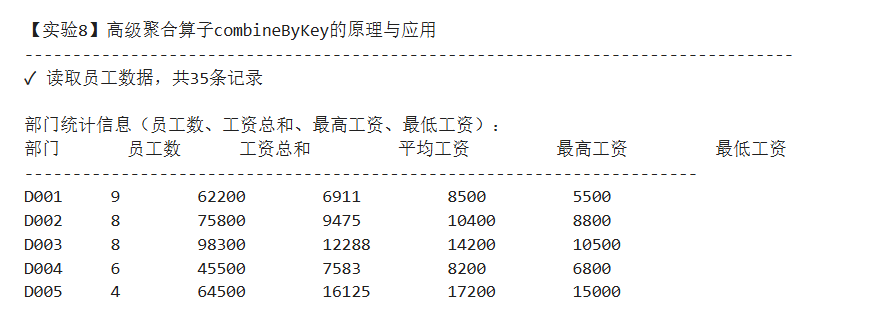 【实验8】高级聚合算子combineByKey的原理与应用
--------------------------------------------------------------------------------
✓ 读取员工数据，共35条记录
部门统计信息（员工数、工资总和、最高工资、最低工资）：
部门 员工数 工资总和 平均工资 最高工资 最低工资
----------------------------------------------------------------------
D001 9 62200 6911 8500 5500
D002 8 75800 9475 10400 8800
D003 8 98300 12288 14200 10500
D004 6 45500 7583 8200 6800
D005 4 64500 16125 17200 15000